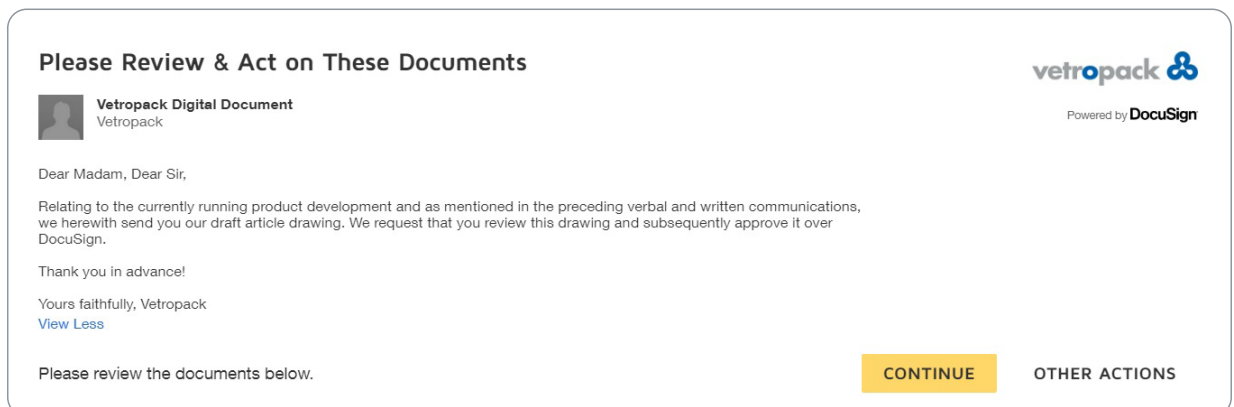 Please Review & Act on These Documents
vetropack
Vetropack Digital Document
Vetropack
Powered by DocuSign
Dear Madam, Dear Sir,
Relating to the currently running product development and as mentioned in the preceding verbal and written communications,
we herewith send you our draft article drawing. We request that you review this drawing and subsequently approve it over
DocuSign.
Thank you in advance!
Yours faithfully, Vetropack
View Less
Please review the documents below.
CONTINUE
OTHER ACTIONS